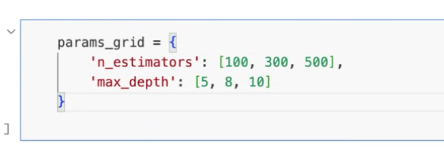 params_grid = {
    'n_estimators': [100, 300, 500],
    'max_depth': [5, 8, 10]
}
]